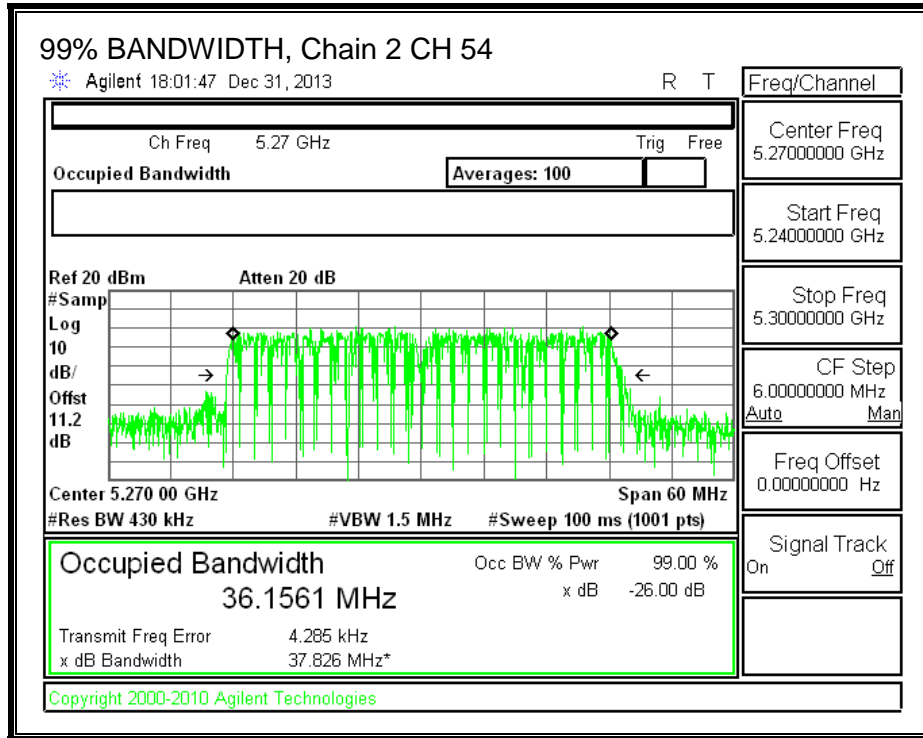 99% BANDWIDTH, Chain 2 CH 54
Agilent 18:01:47 Dec 31, 2013 R T
Freq/Channel
Ch Freq 5.27 GHz Trig Free
Occupied Bandwidth Averages: 100
Center Freq
5.27000000 GHz
Start Freq
5.24000000 GHz
Stop Freq
5.30000000 GHz
CF Step
6.00000000 MHz
Auto Man
Freq Offset
0.00000000 Hz
Signal Track
On Off
Ref 20 dBm Atten 20 dB
#Samp
Log
10
dB/
Offst
11.2
dB
Center 5.270 00 GHz Span 60 MHz
#Res BW 430 kHz #VBW 1.5 MHz #Sweep 100 ms (1001 pts)
Occupied Bandwidth Occ BW % Pwr 99.00 %
36.1561 MHz x dB -26.00 dB
Transmit Freq Error 4.285 kHz
x dB Bandwidth 37.826 MHz*
Copyright 2000-2010 Agilent Technologies